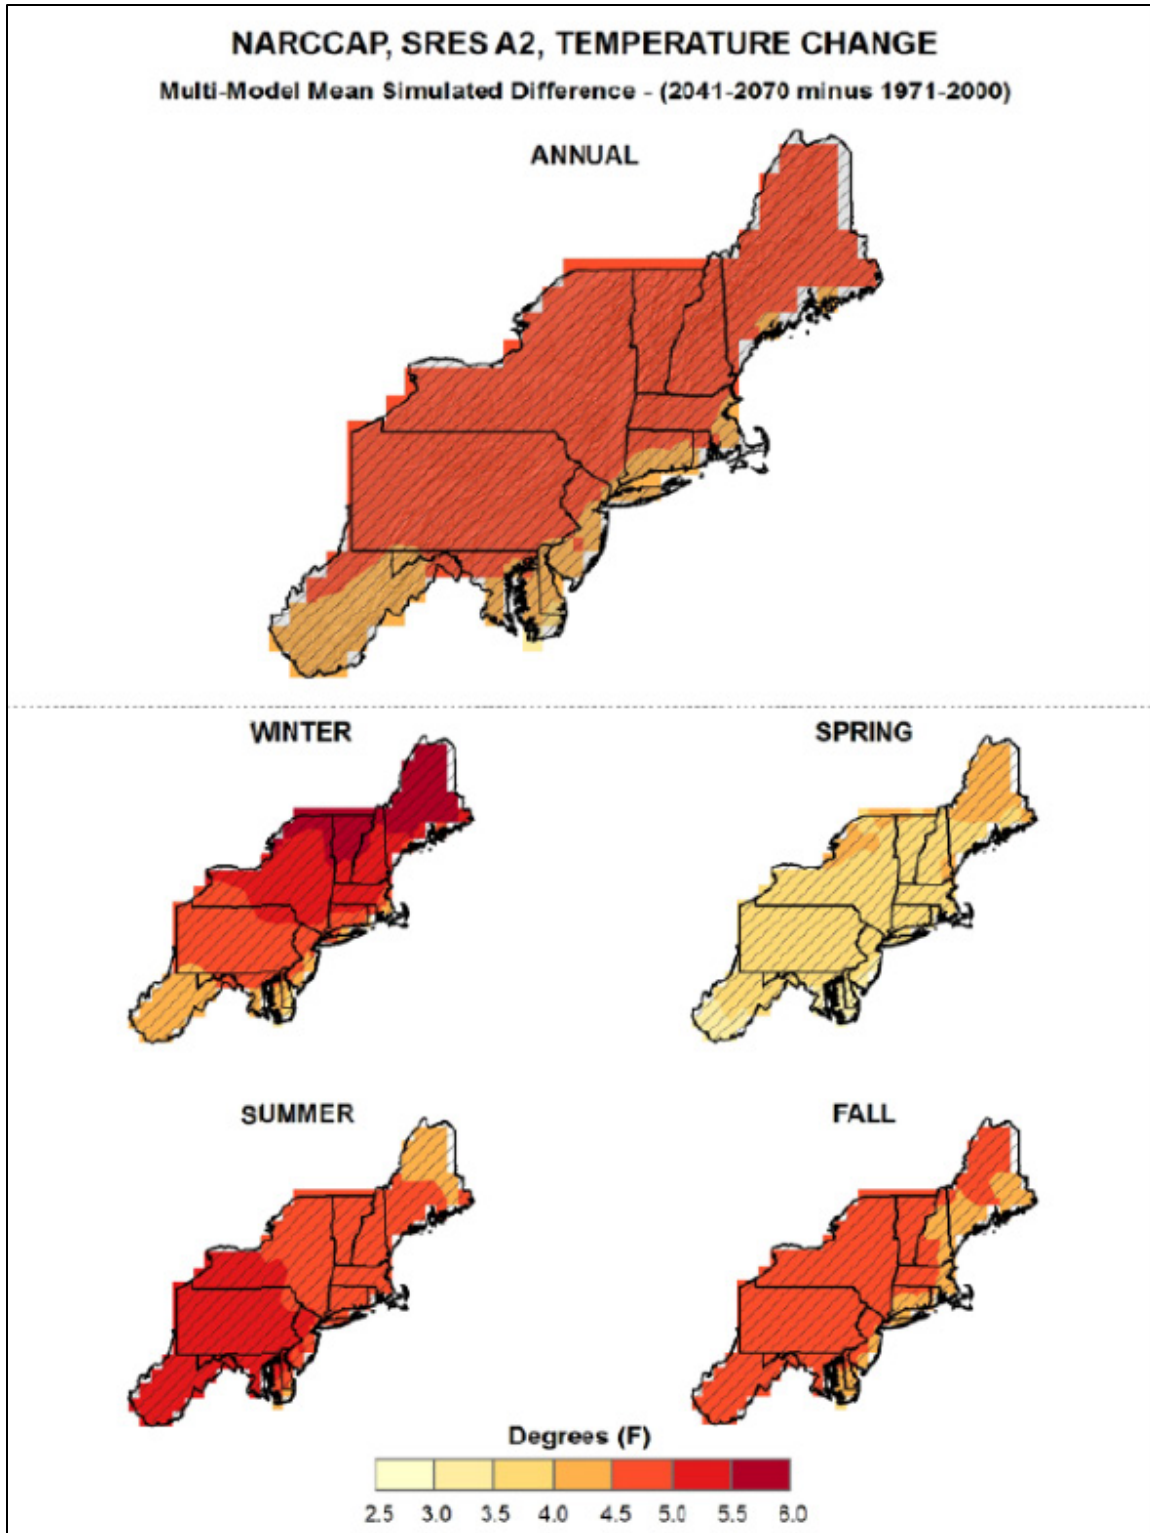 NARCCAP, SRES A2, TEMPERATURE CHANGE
Multi-Model Mean Simulated Difference - (2041-2070 minus 1971-2000)
ANNUAL
WINTER
SPRING
SUMMER
FALL
Degrees (F)
2.5 3.0 3.5 4.0 4.5 5.0 5.5 6.0